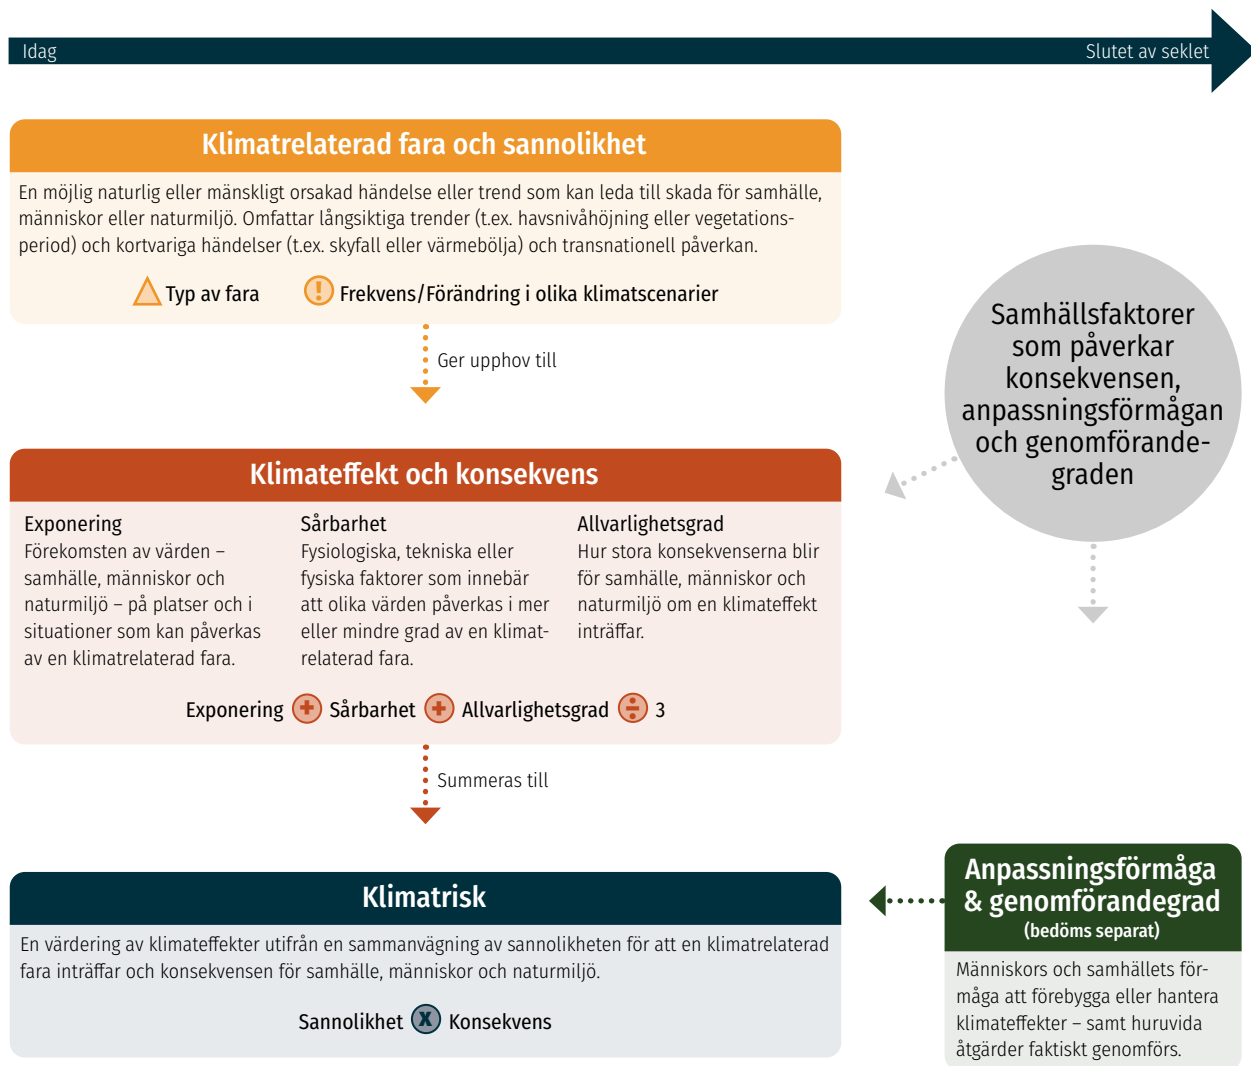 Idag
Slutet av seklet
Klimatrelaterad fara och sannolikhet
En möjlig naturlig eller mänskligt orsakad händelse eller trend som kan leda till skada för samhälle,
människor eller naturmiljö. Omfattar långsiktiga trender (t.ex. havsnivåhöjning eller vegetations-
period) och kortvariga händelser (t.ex. skyfall eller värmebölja) och transnationell påverkan.
Typ av fara
! Frekvens/Förändring i olika klimatscenarier
Ger upphov till
Samhällsfaktorer
som påverkar
konsekvensen,
anpassningsförmågan
och genomförande-
graden
Klimateffekt och konsekvens
Exponering
Förekomsten av värden –
samhälle, människor och
naturmiljö – på platser och i
situationer som kan påverkas
av en klimatrelaterad fara.
Sårbarhet
Fysiologiska, tekniska eller
fysiska faktorer som innebär
att olika värden påverkas i mer
eller mindre grad av en klimat-
relaterad fara.
Allvarlighetsgrad
Hur stora konsekvenserna blir
för samhälle, människor och
naturmiljö om en klimateffekt
inträffar.
Exponering + Sårbarhet + Allvarlighetsgrad ÷ 3
Summeras till
Klimatrisk
En värdering av klimateffekter utifrån en sammanvägning av sannolikheten för att en klimatrelaterad
fara inträffar och konsekvensen för samhälle, människor och naturmiljö.
Sannolikhet x Konsekvens
Anpassningsförmåga
& genomförandegrad
(bedöms separat)
Människors och samhällets för-
måga att förebygga eller hantera
klimateffekter – samt huruvida
åtgärder faktiskt genomförs.